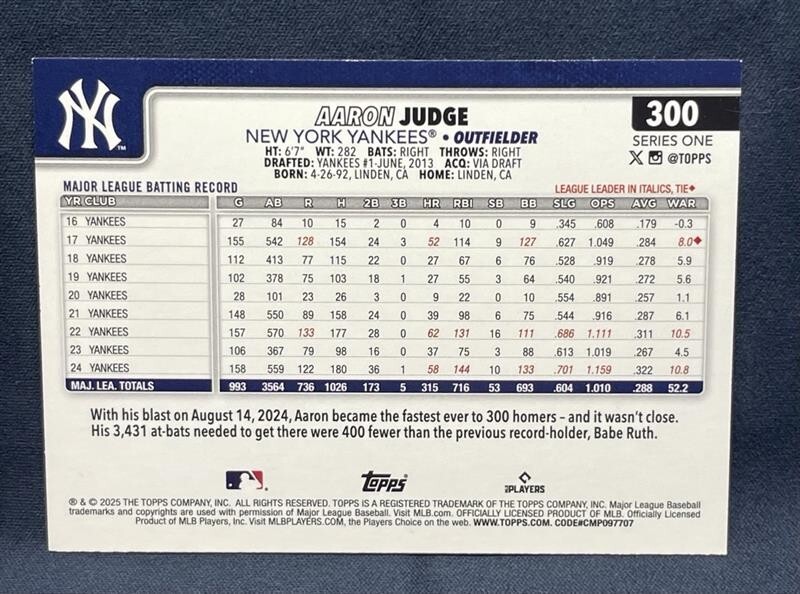 NY
TM
AARON JUDGE
NEW YORK YANKEES® • OUTFIELDER
HT: 6'7" WT: 282 BATS: RIGHT THROWS: RIGHT
DRAFTED: YANKEES #1-JUNE, 2013 ACQ: VIA DRAFT
BORN: 4-26-92, LINDEN, CA HOME: LINDEN, CA
300
SERIES ONE
@TOPPS
MAJOR LEAGUE BATTING RECORD
LEAGUE LEADER IN ITALICS, TIE◆
YR CLUB G AB R H 2B 3B HR RBI SB BB SLG OPS AVG WAR
16 YANKEES 27 84 10 15 2 0 4 10 0 9 .345 .608 .179 -0.3
17 YANKEES 155 542 128 154 24 3 52 114 9 127 .627 1.049 .284 8.0◆
18 YANKEES 112 413 77 115 22 0 27 67 6 76 .528 .919 .278 5.9
19 YANKEES 102 378 75 103 18 1 27 55 3 64 .540 .921 .272 5.6
20 YANKEES 28 101 23 26 3 0 9 22 0 10 .554 .891 .257 1.1
21 YANKEES 148 550 89 158 24 0 39 98 6 75 .544 .916 .287 6.1
22 YANKEES 157 570 133 177 28 0 62 131 16 111 .686 1.111 .311 10.5
23 YANKEES 106 367 79 98 16 0 37 75 3 88 .613 1.019 .267 4.5
24 YANKEES 158 559 122 180 36 1 58 144 10 133 .701 1.159 .322 10.8
MAJ. LEA. TOTALS 993 3564 736 1026 173 5 315 716 53 693 .604 1.010 .288 52.2
With his blast on August 14, 2024, Aaron became the fastest ever to 300 homers – and it wasn't close.
His 3,431 at-bats needed to get there were 400 fewer than the previous record-holder, Babe Ruth.
Topps
PLAYERS
® & © 2025 THE TOPPS COMPANY, INC. ALL RIGHTS RESERVED. TOPPS IS A REGISTERED TRADEMARK OF THE TOPPS COMPANY, INC. Major League Baseball
trademarks and copyrights are used with permission of Major League Baseball. Visit MLB.com. OFFICIALLY LICENSED PRODUCT OF MLB. Officially Licensed
Product of MLB Players, Inc. Visit MLBPLAYERS.COM, the Players Choice on the web. WWW.TOPPS.COM. CODE#CMP097707